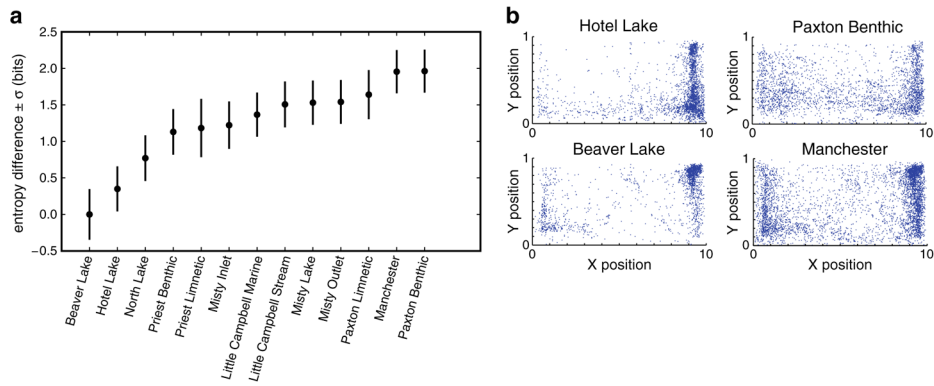 a
entropy difference ± σ (bits)
2.5
2.0
1.5
1.0
0.5
0.0
−0.5
Beaver Lake
Hotel Lake
North Lake
Priest Benthic
Priest Limnetic
Misty Inlet
Little Campbell Marine
Little Campbell Stream
Misty Lake
Misty Outlet
Paxton Limnetic
Manchester
Paxton Benthic
b
Hotel Lake
Y position
1
0
0
10
Paxton Benthic
Y position
1
0
0
10
Beaver Lake
Y position
1
0
0
10
X position
Manchester
Y position
1
0
0
10
X position